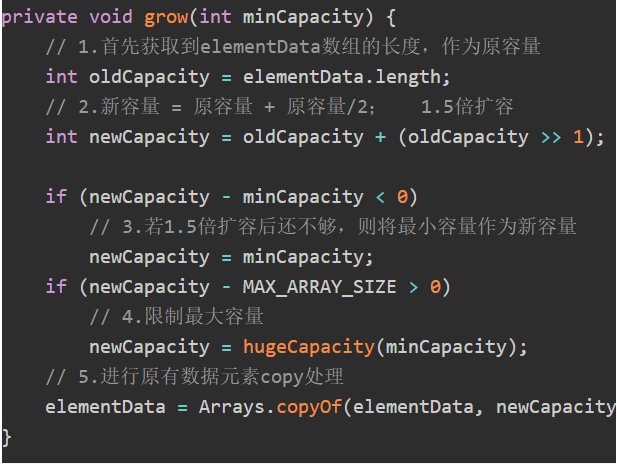 private void grow(int minCapacity) {
    // 1.首先获取到elementData数组的长度，作为原容量
    int oldCapacity = elementData.length;
    // 2.新容量 = 原容量 + 原容量/2;   1.5倍扩容
    int newCapacity = oldCapacity + (oldCapacity >> 1);
    if (newCapacity - minCapacity < 0)
        // 3.若1.5倍扩容后还不够，则将最小容量作为新容量
        newCapacity = minCapacity;
    if (newCapacity - MAX_ARRAY_SIZE > 0)
        // 4.限制最大容量
        newCapacity = hugeCapacity(minCapacity);
    // 5.进行原有数据元素copy处理
    elementData = Arrays.copyOf(elementData, newCapacity
}